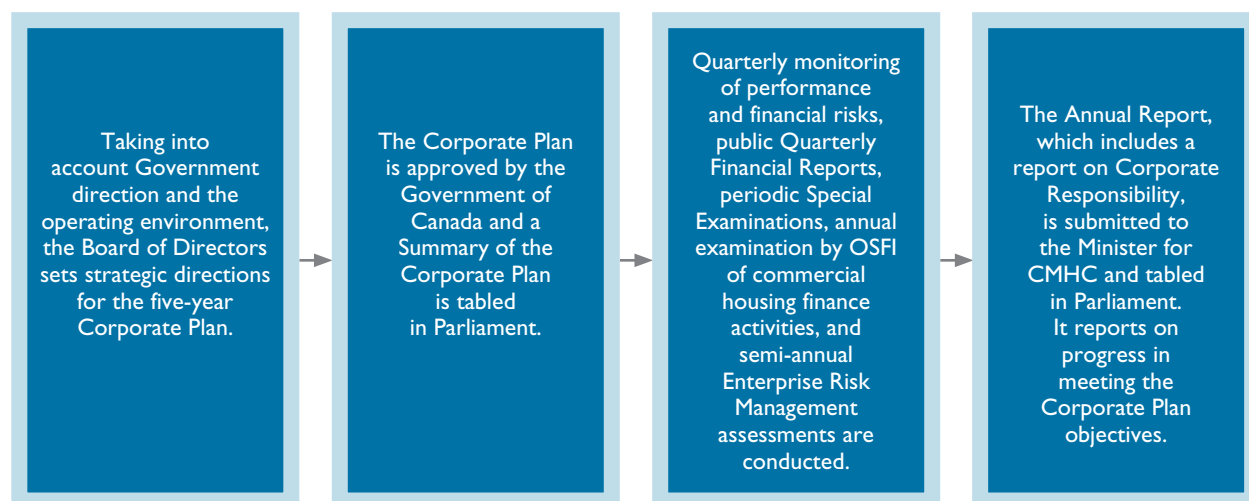 Taking into
account Government
direction and the
operating environment,
the Board of Directors
sets strategic directions
for the five-year
Corporate Plan.
The Corporate Plan
is approved by the
Government of
Canada and a
Summary of the
Corporate Plan
is tabled
in Parliament.
Quarterly monitoring
of performance
and financial risks,
public Quarterly
Financial Reports,
periodic Special
Examinations, annual
examination by OSFI
of commercial
housing finance
activities, and
semi-annual
Enterprise Risk
Management
assessments are
conducted.
The Annual Report,
which includes a
report on Corporate
Responsibility,
is submitted to
the Minister for
CMHC and tabled
in Parliament.
It reports on
progress in
meeting the
Corporate Plan
objectives.